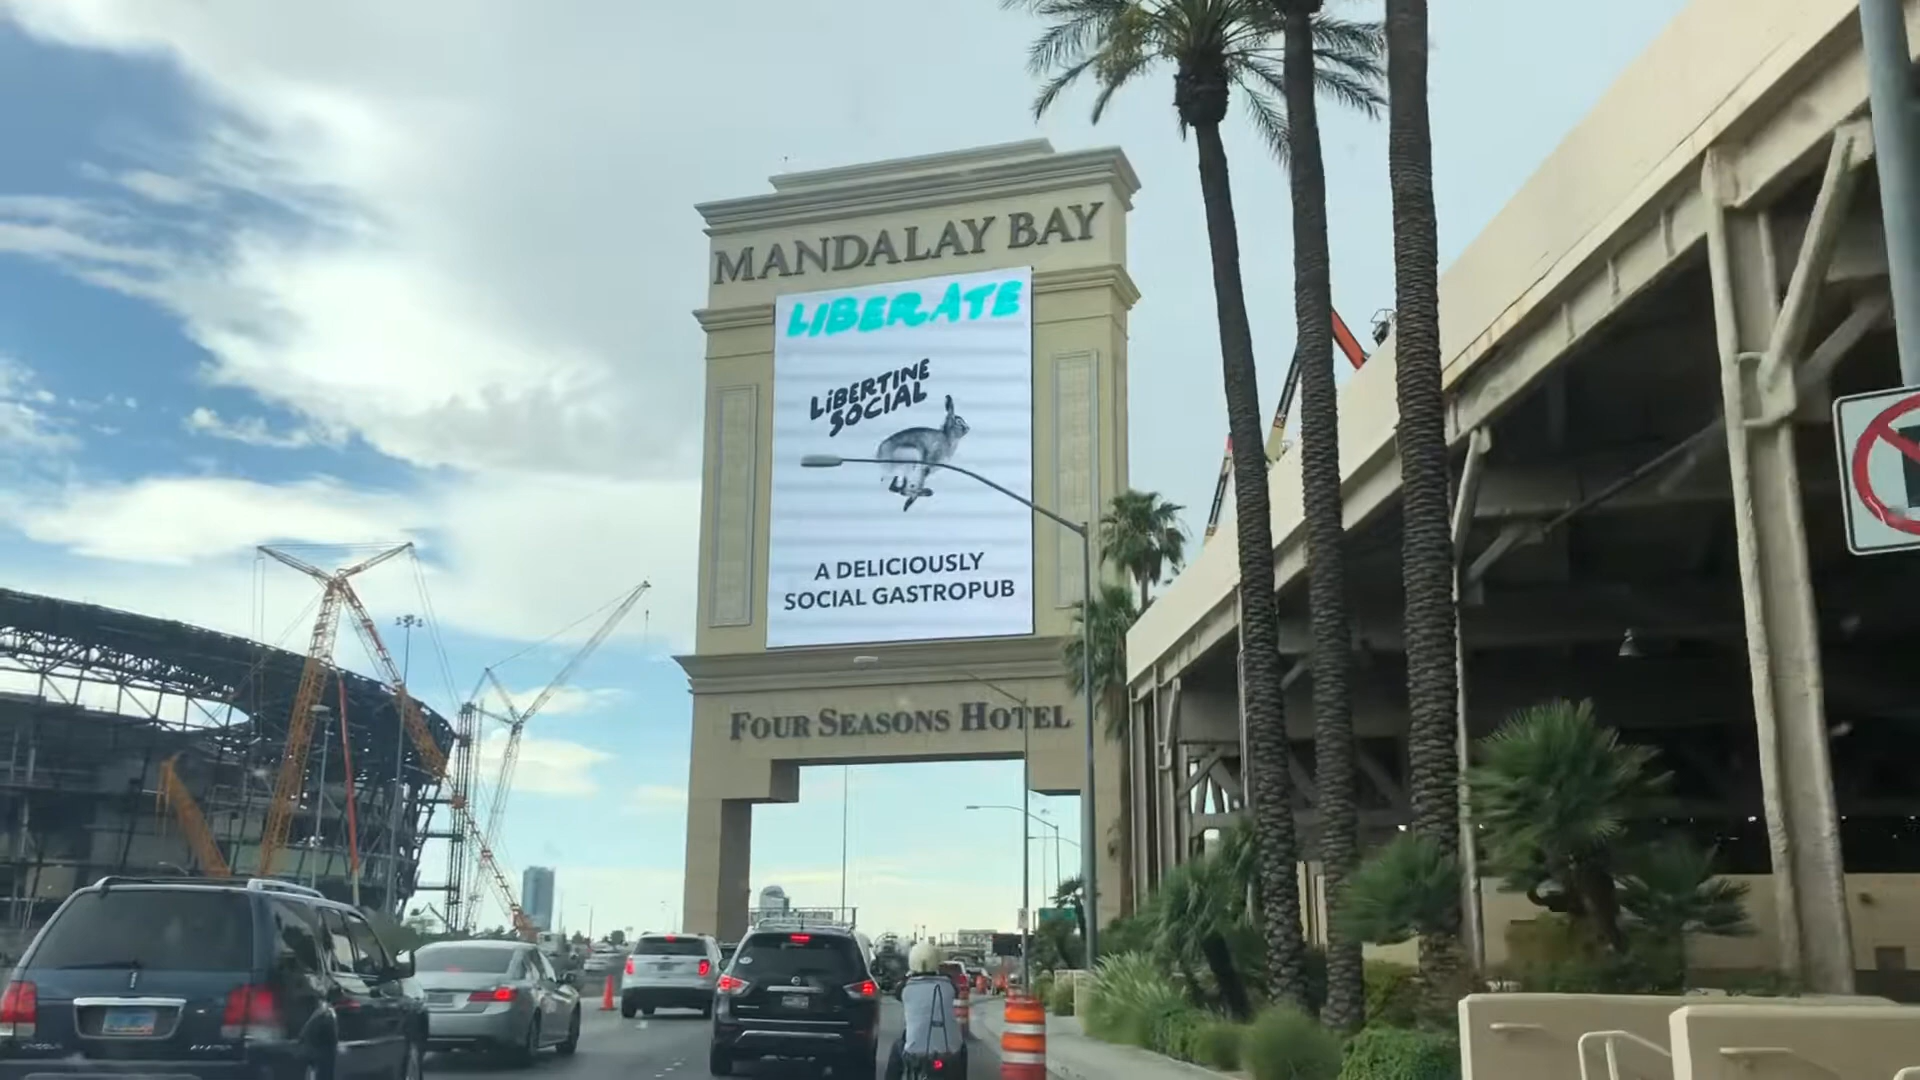 MANDALAY BAY
LIBERATE
LiBERTINE
SOCIAL
A DELICIOUSLY
SOCIAL GASTROPUB
FOUR SEASONS HOTEL